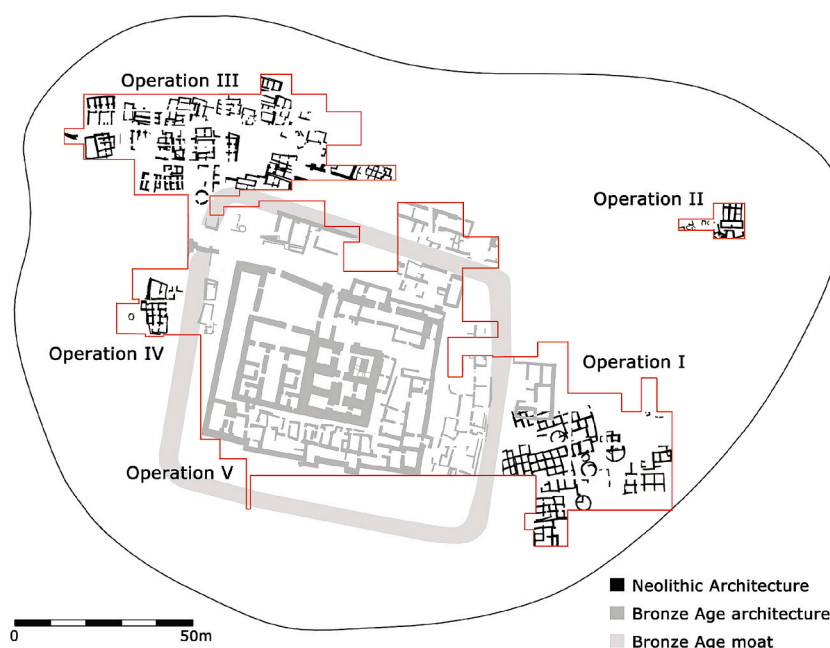 Operation III
Operation II
Operation IV
Operation I
Operation V
Neolithic Architecture
Bronze Age architecture
Bronze Age moat
0 50m